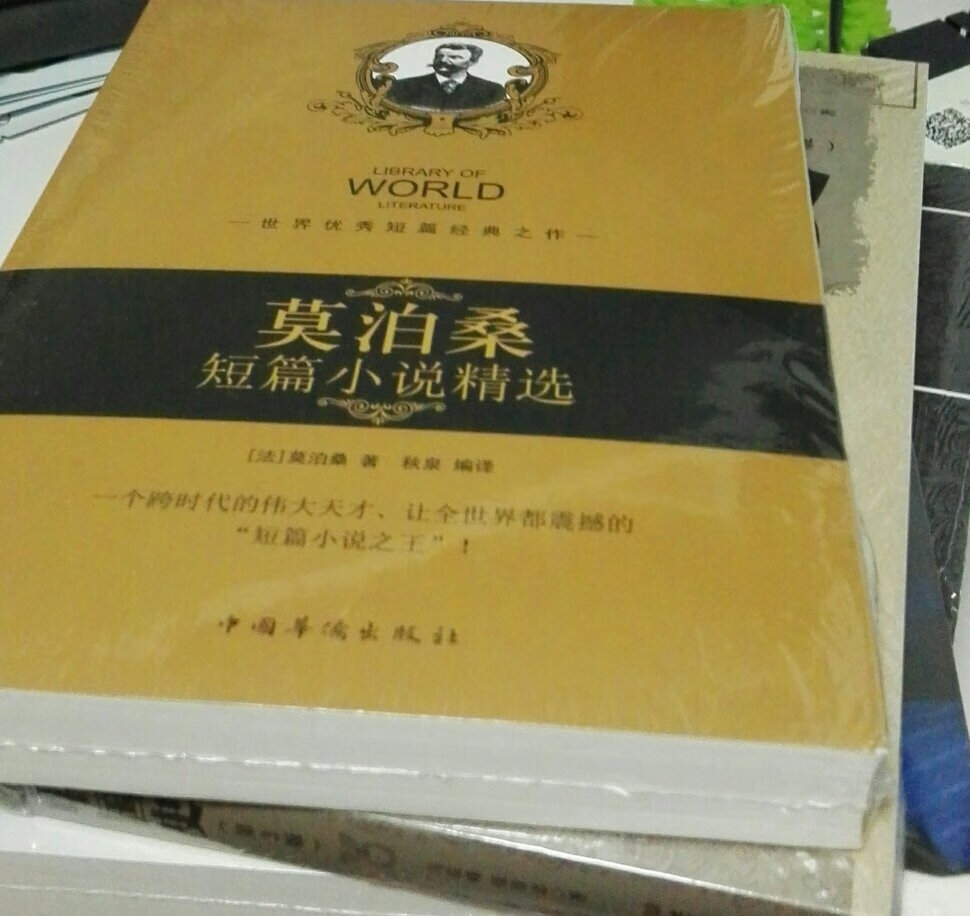 LIBRARY OF
WORLD
LITERATURE
世界优秀短篇经典之作
莫泊桑
短篇小说精选
[法]莫泊桑 著 秋泉 编译
一个跨时代的伟大天才、让全世界都震撼的
“短篇小说之王”！
中国华侨出版社